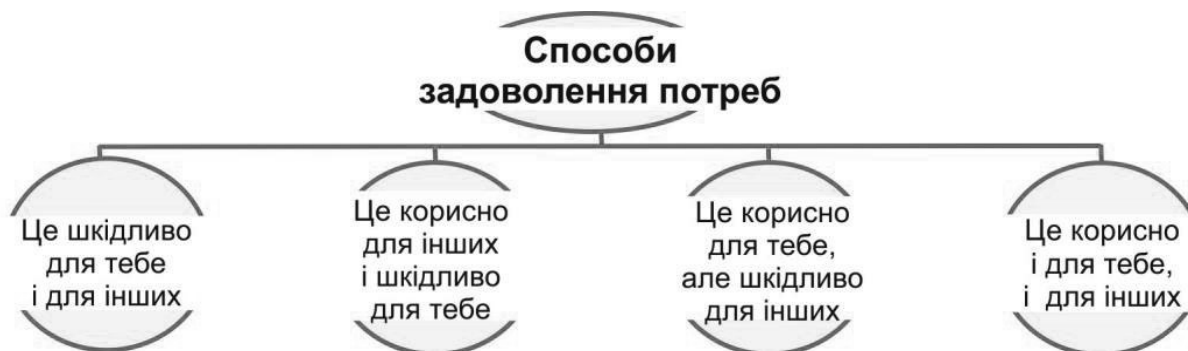 Способи
задоволення потреб
Це шкідливо
для тебе
і для інших
Це корисно
для інших
і шкідливо
для тебе
Це корисно
для тебе,
але шкідливо
для інших
Це корисно
і для тебе,
і для інших